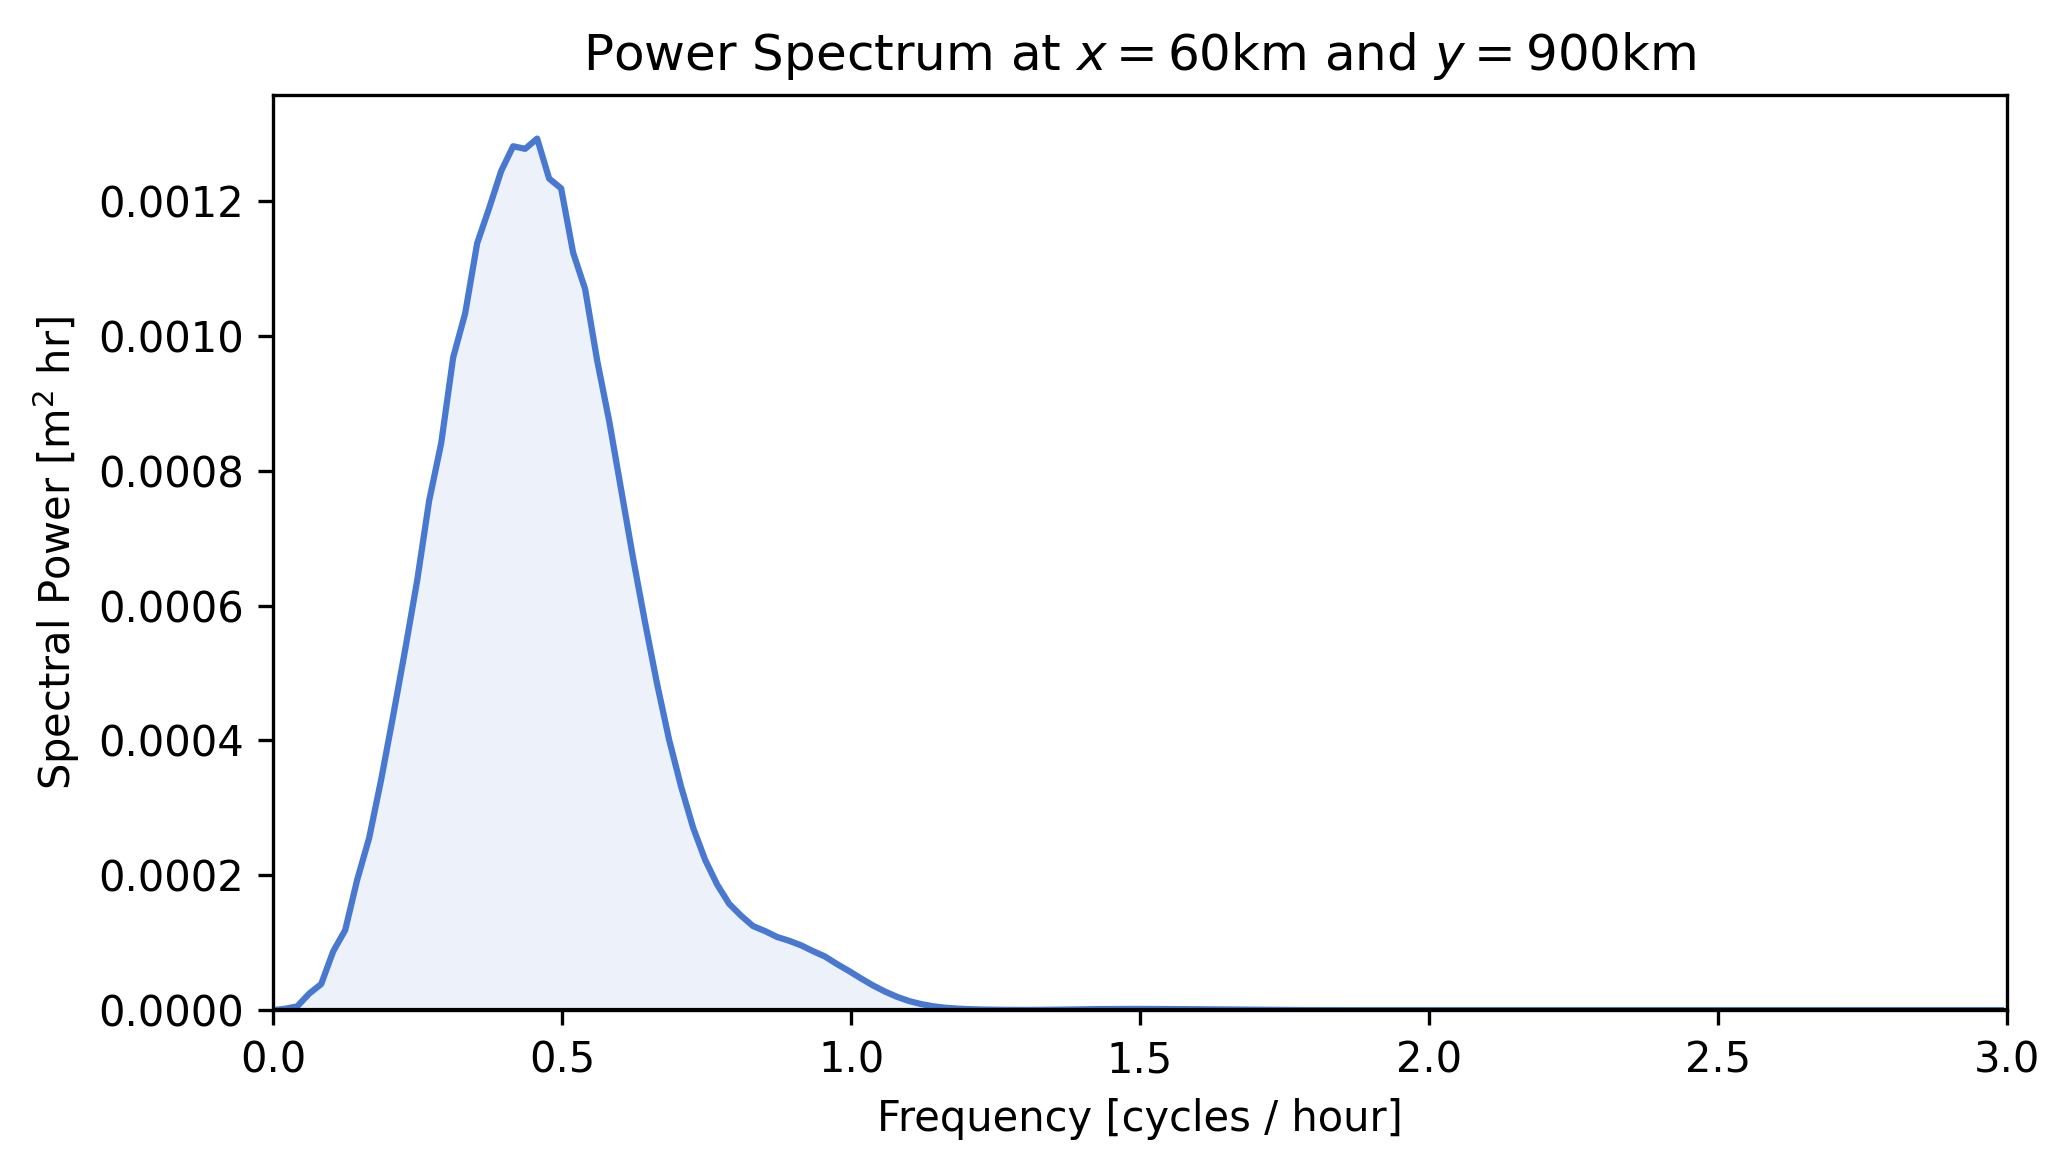 Power Spectrum at x = 60km and y = 900km
Spectral Power [m² hr]
0.0012
0.0010
0.0008
0.0006
0.0004
0.0002
0.0000
0.0 0.5 1.0 1.5 2.0 2.5 3.0
Frequency [cycles / hour]